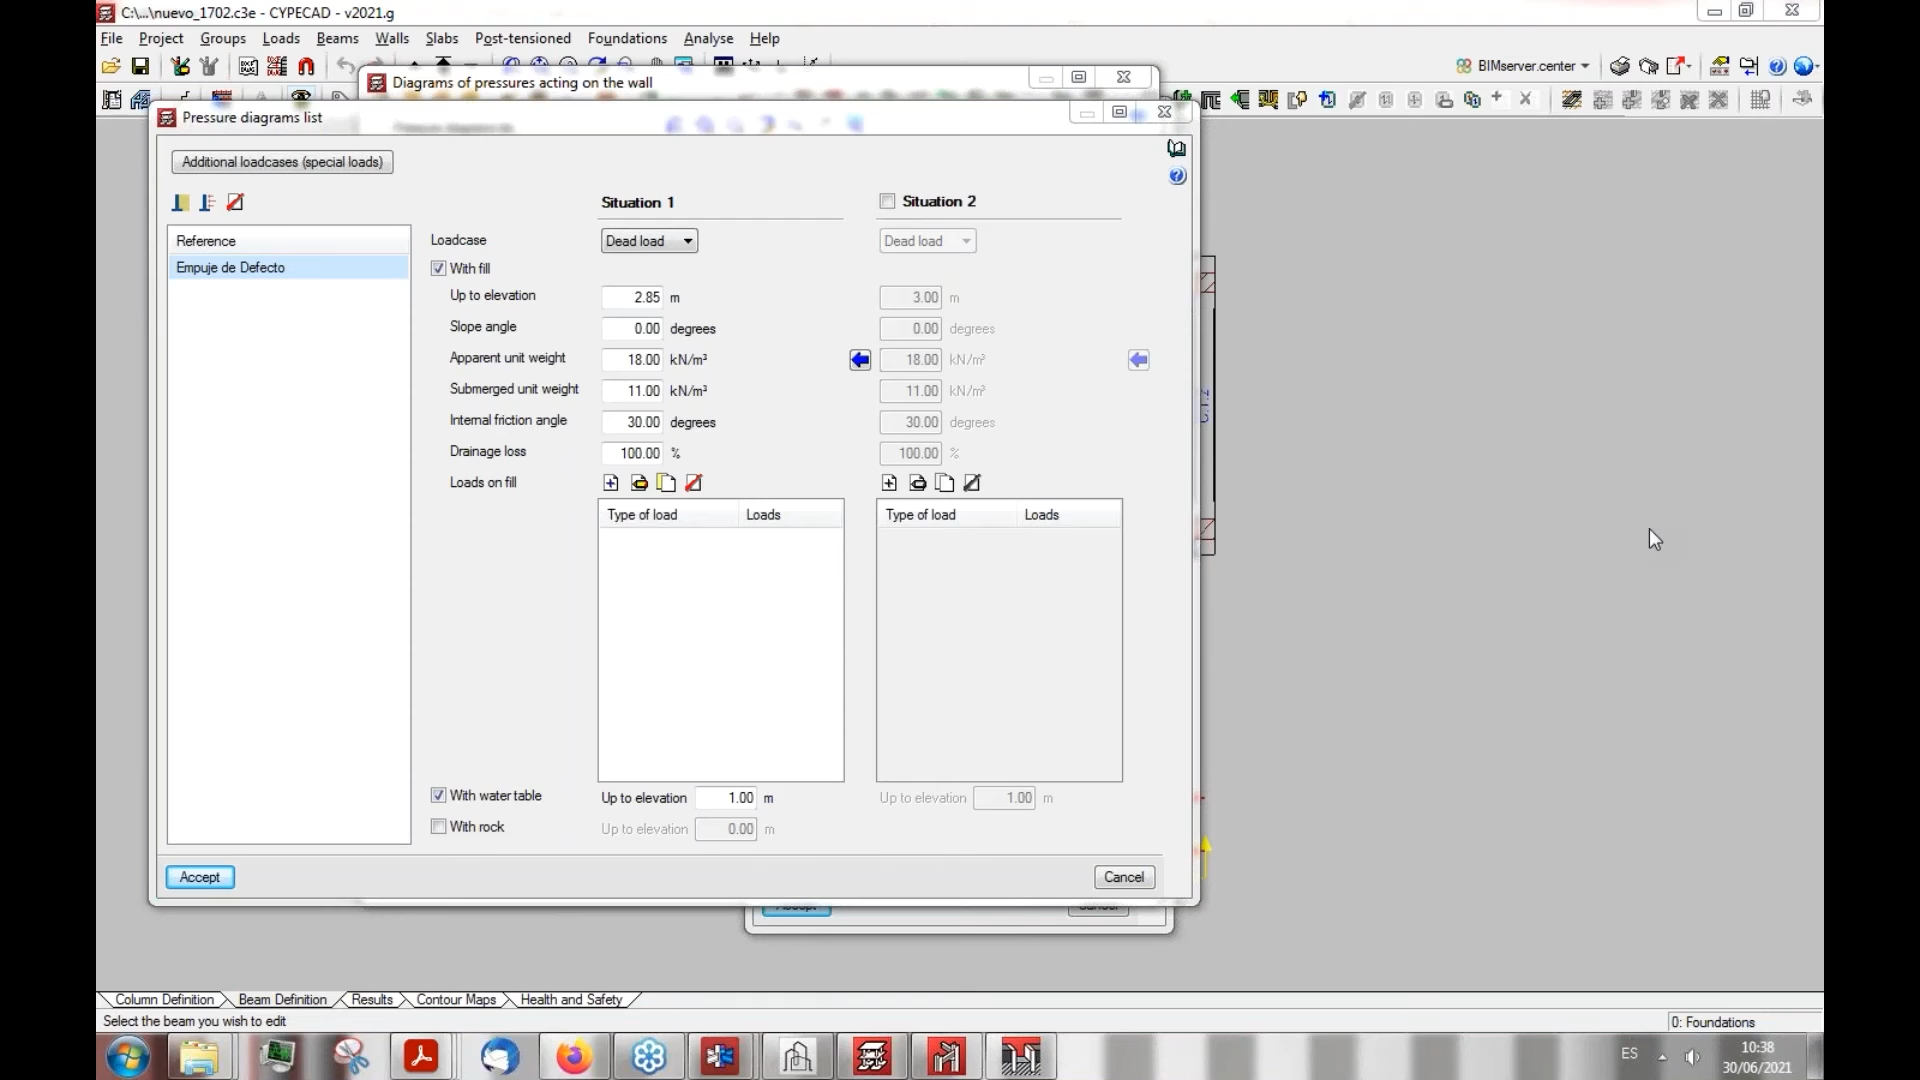 C:\...\nuevo_1702.c3e - CYPECAD - v2021.g
File Project Groups Loads Beams Walls Slabs Post-tensioned Foundations Analyse Help
BIMserver.center
Diagrams of pressures acting on the wall
Pressure diagrams list
Additional loadcases (special loads)
Situation 1
Situation 2
Reference
Empuje de Defecto
Loadcase Dead load Dead load
With fill
Up to elevation 2.85 m 3.00 m
Slope angle 0.00 degrees 0.00 degrees
Apparent unit weight 18.00 kN/m³ 18.00 kN/m³
Submerged unit weight 11.00 kN/m³ 11.00 kN/m³
Internal friction angle 30.00 degrees 30.00 degrees
Drainage loss 100.00 % 100.00 %
Loads on fill
Type of load Loads Type of load Loads
With water table Up to elevation 1.00 m Up to elevation 1.00 m
With rock Up to elevation 0.00 m
Accept Cancel
Column Definition Beam Definition Results Contour Maps Health and Safety
Select the beam you wish to edit
0: Foundations
ES
10:38
30/06/2021